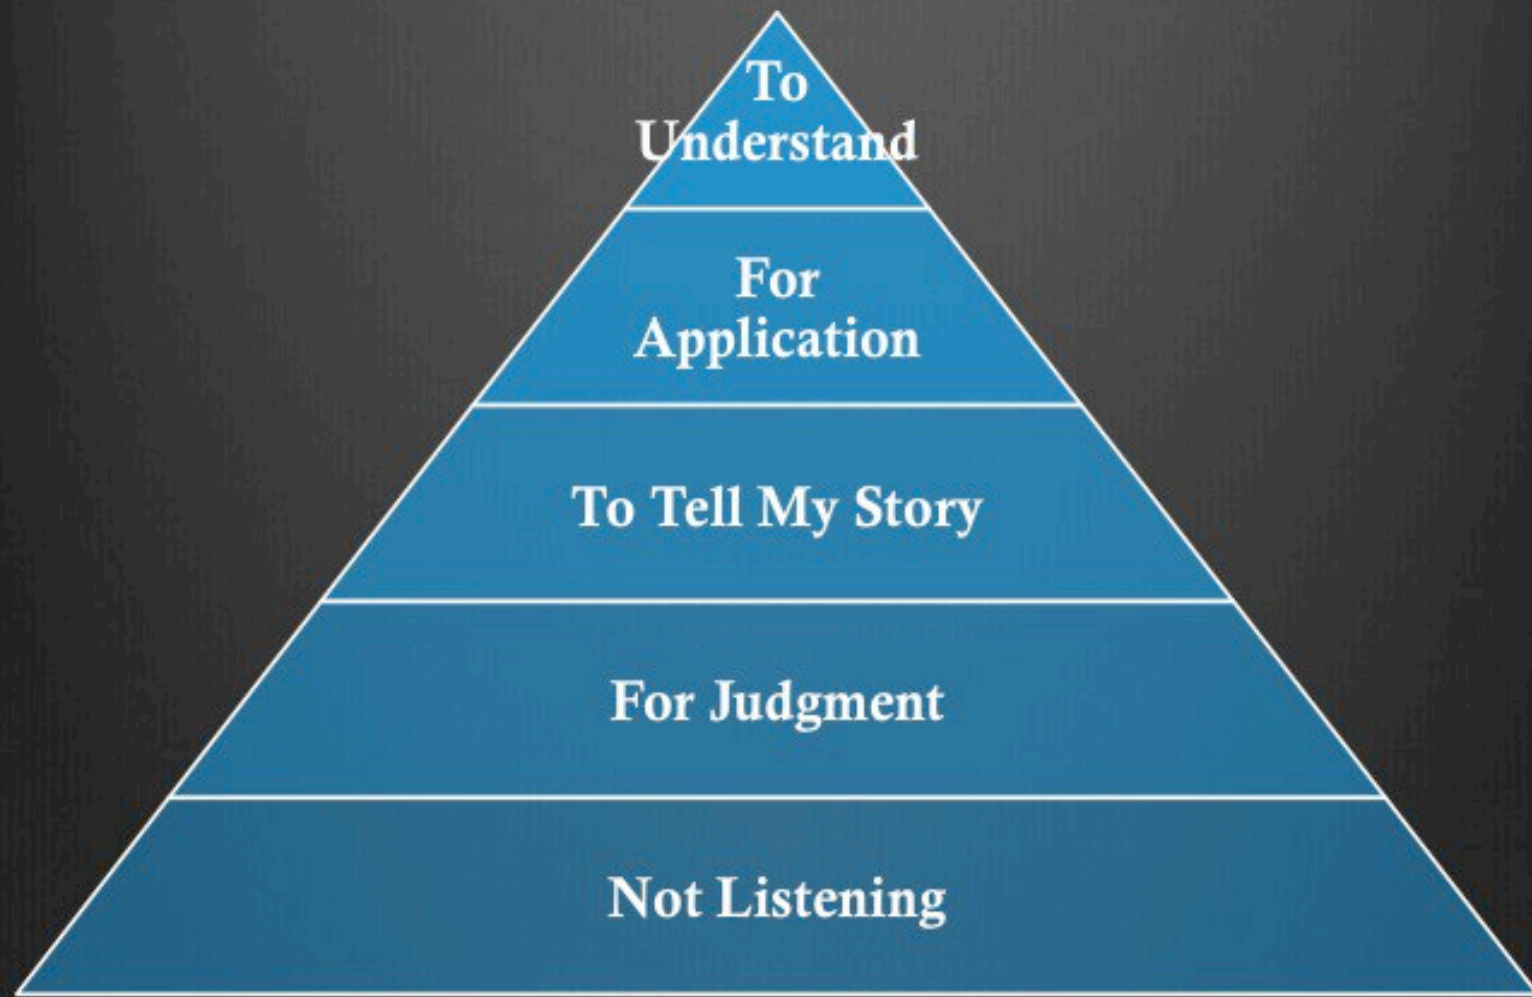 To
Understand
For
Application
To Tell My Story
For Judgment
Not Listening